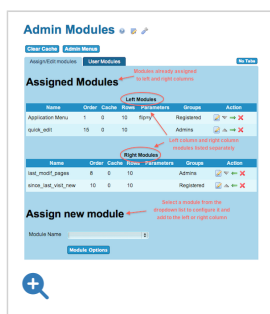 Admin Modules
Clear Cache Admin Menus
Assign/Edit modules User Modules No Tabs
Modules already assigned
to left and right columns
Assigned Modules
Left Modules
Name Order Cache Rows Parameters Groups Action
Application Menu 1 0 10 flip=y Registered
quick_edit 15 0 10 Admins
Left column and right column
modules listed separately
Right Modules
Name Order Cache Rows Parameters Groups Action
last_modif_pages 8 0 10 Admins
since_last_visit_new 10 0 10 Registered
Select a module from the
dropdown list to configure it and
add to the left or right column.
Assign new module
Module Name
Module Options